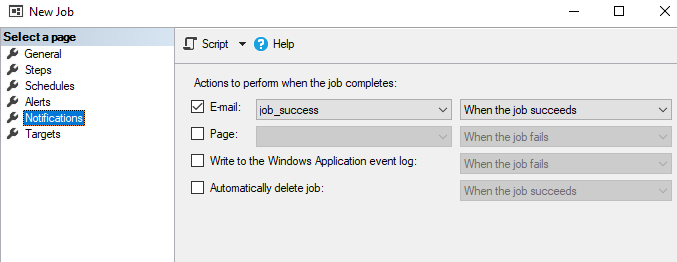 New Job
Select a page
General
Steps
Schedules
Alerts
Notifications
Targets
Script
Help
Actions to perform when the job completes:
E-mail: job_success When the job succeeds
Page: When the job fails
Write to the Windows Application event log: When the job fails
Automatically delete job: When the job succeeds